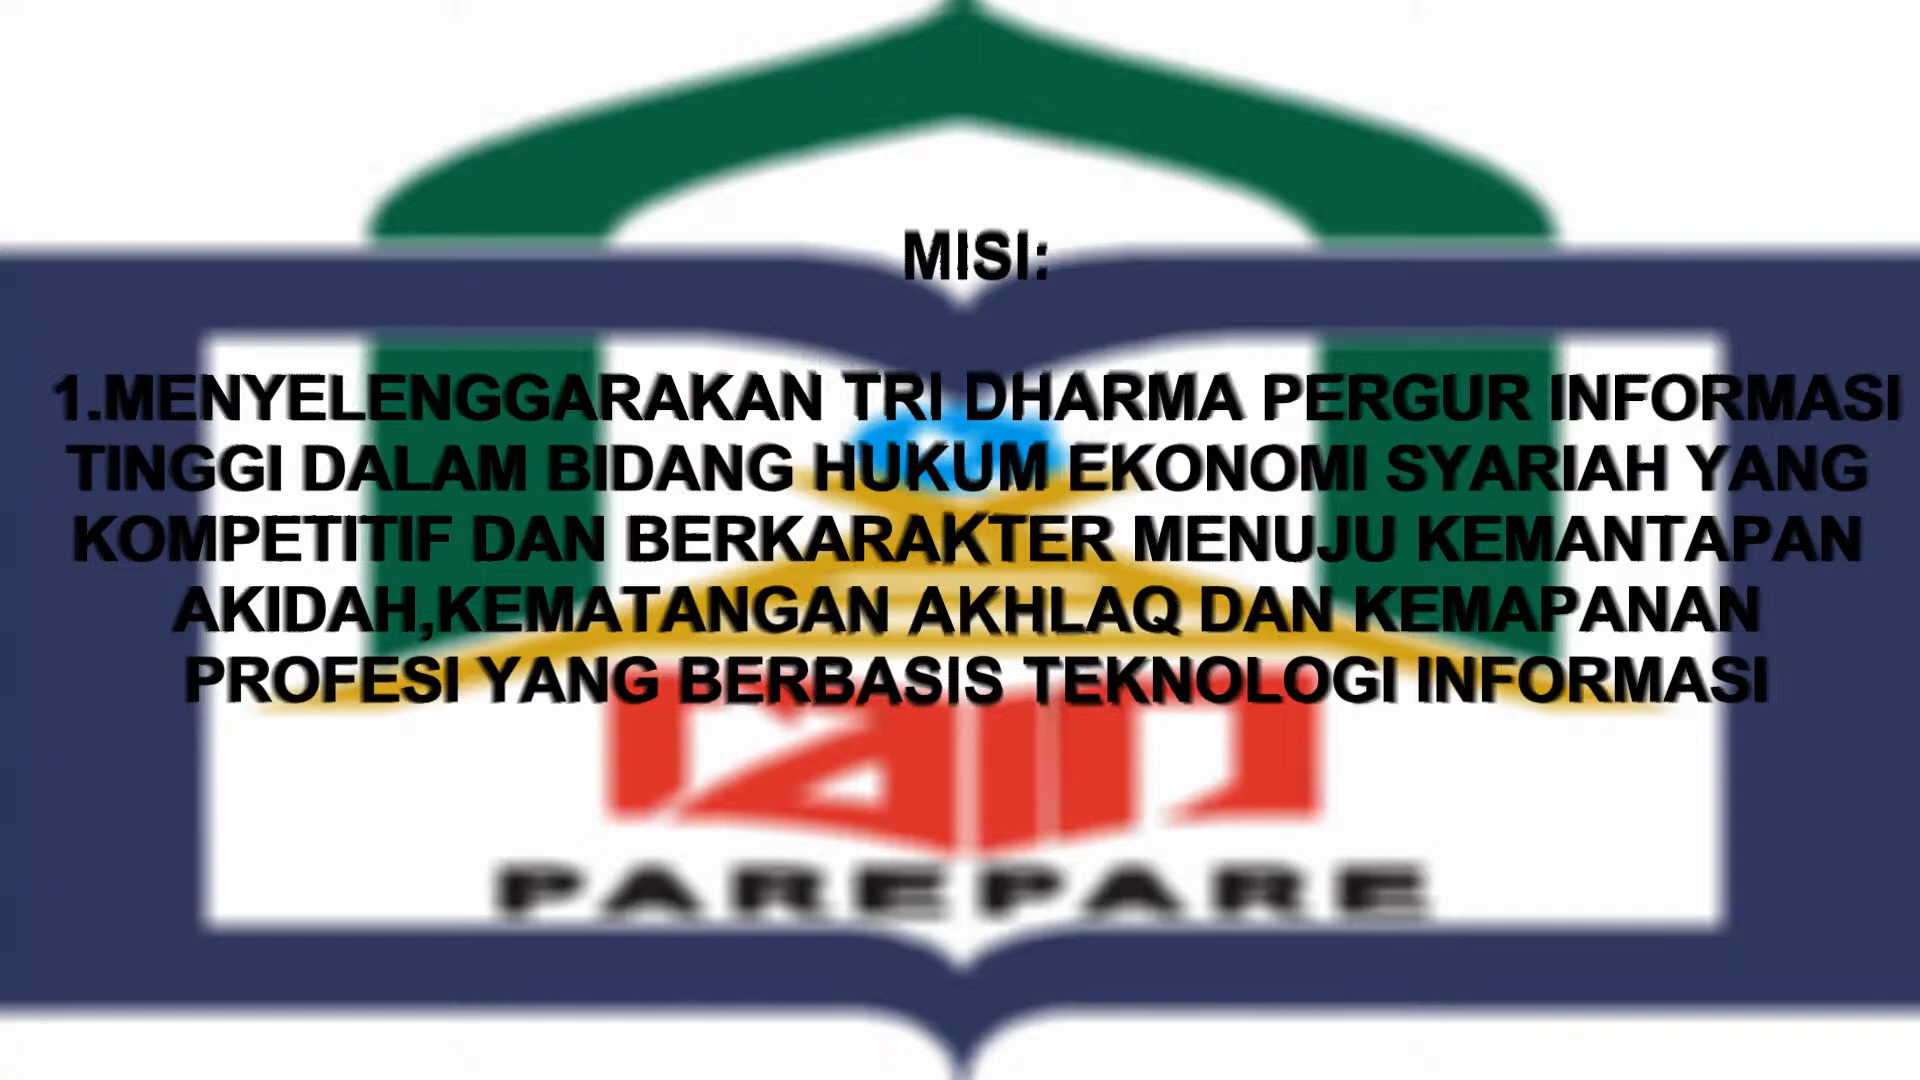 MISI:
1.MENYELENGGARAKAN TRI DHARMA PERGUR INFORMASI
TINGGI DALAM BIDANG HUKUM EKONOMI SYARIAH YANG
KOMPETITIF DAN BERKARAKTER MENUJU KEMANTAPAN
AKIDAH,KEMATANGAN AKHLAQ DAN KEMAPANAN
PROFESI YANG BERBASIS TEKNOLOGI INFORMASI
iain
PAREPARE